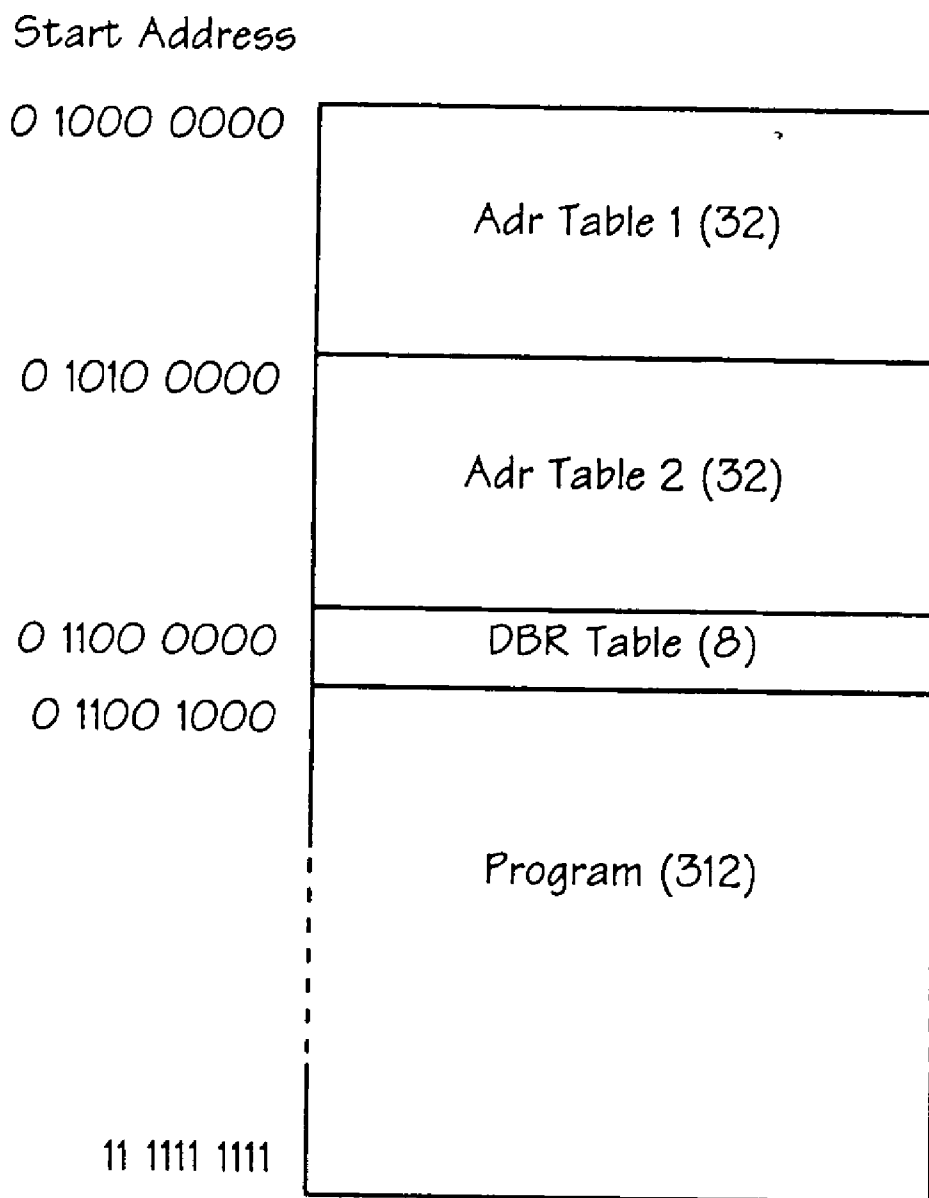 Start Address
0 1000 0000
Adr Table 1 (32)
0 1010 0000
Adr Table 2 (32)
0 1100 0000
DBR Table (8)
0 1100 1000
Program (312)
11 1111 1111